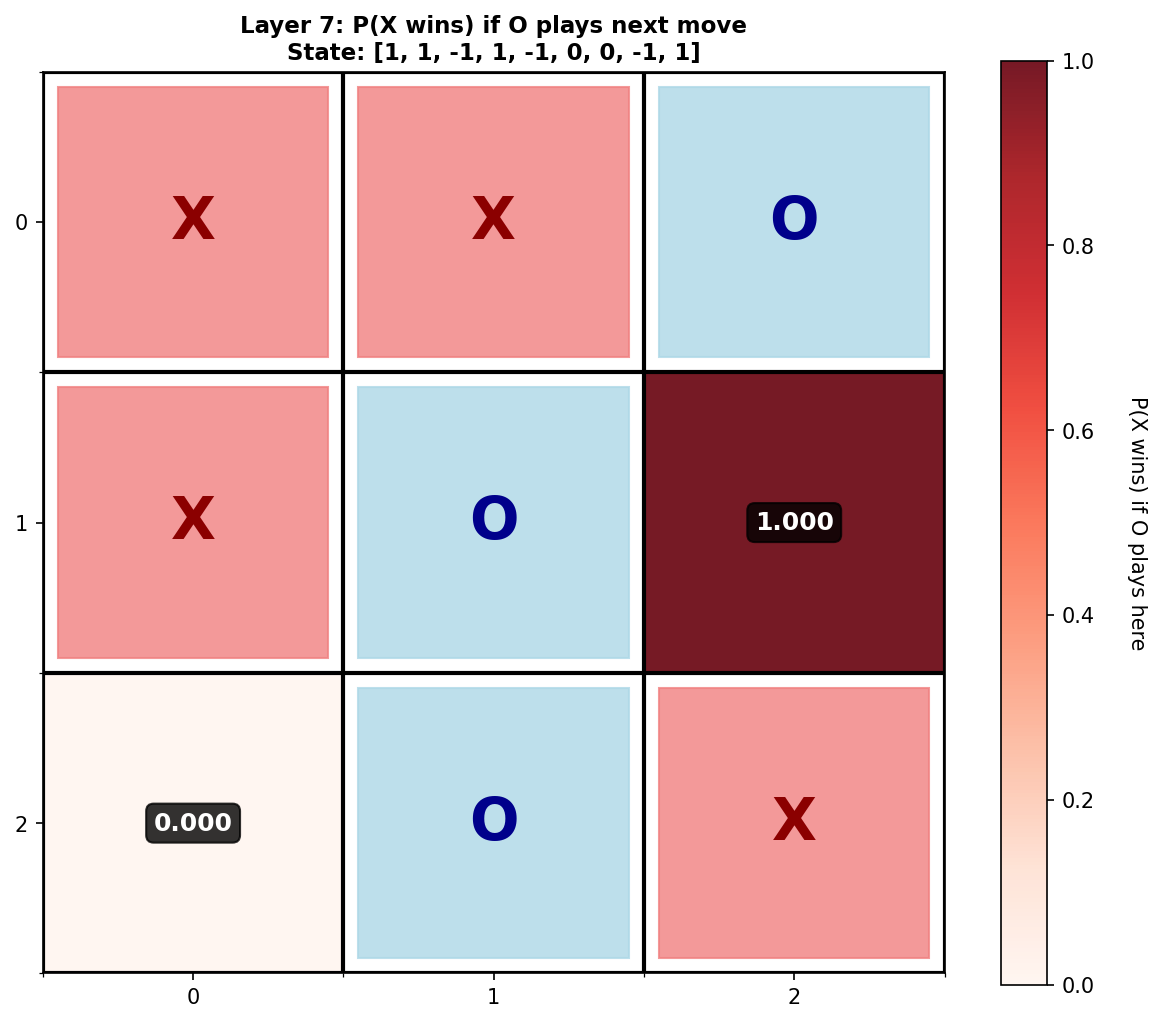 Layer 7: P(X wins) if O plays next move
State: [1, 1, -1, 1, -1, 0, 0, -1, 1]
0
X
X
O
1
X
O
1.000
2
0.000
O
X
0
1
2
1.0
0.8
0.6
0.4
0.2
0.0
P(X wins) if O plays here